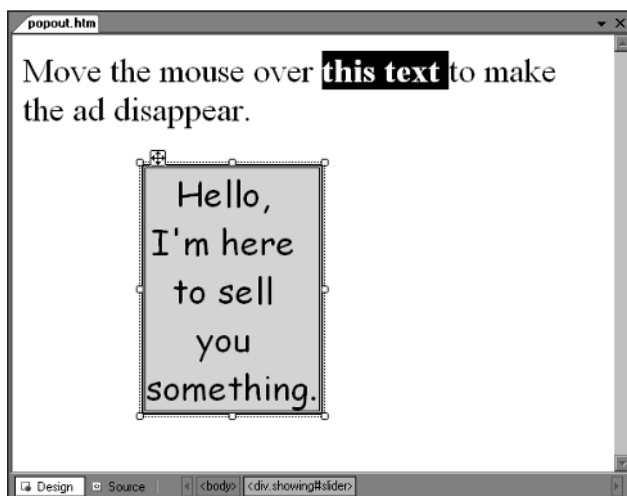 popout.htm
Move the mouse over this text to make
the ad disappear.
Hello,
I'm here
to sell
you
something.
Design Source <body> <div.showing#slider>